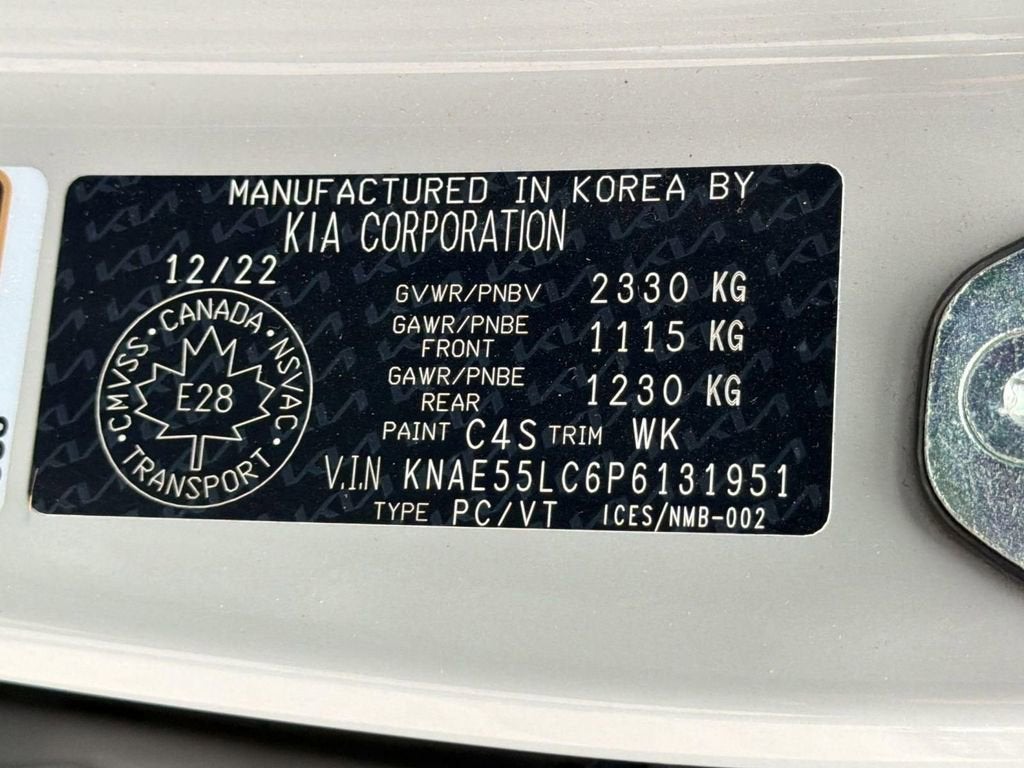 MANUFACTURED IN KOREA BY
KIA CORPORATION
12/22
CANADA
CMVSS • NSVAC
E28
TRANSPORT
GVWR/PNBV 2330 KG
GAWR/PNBE FRONT 1115 KG
GAWR/PNBE REAR 1230 KG
PAINT C4S TRIM WK
V.I.N KNAE55LC6P6131951
TYPE PC/VT ICES/NMB-002